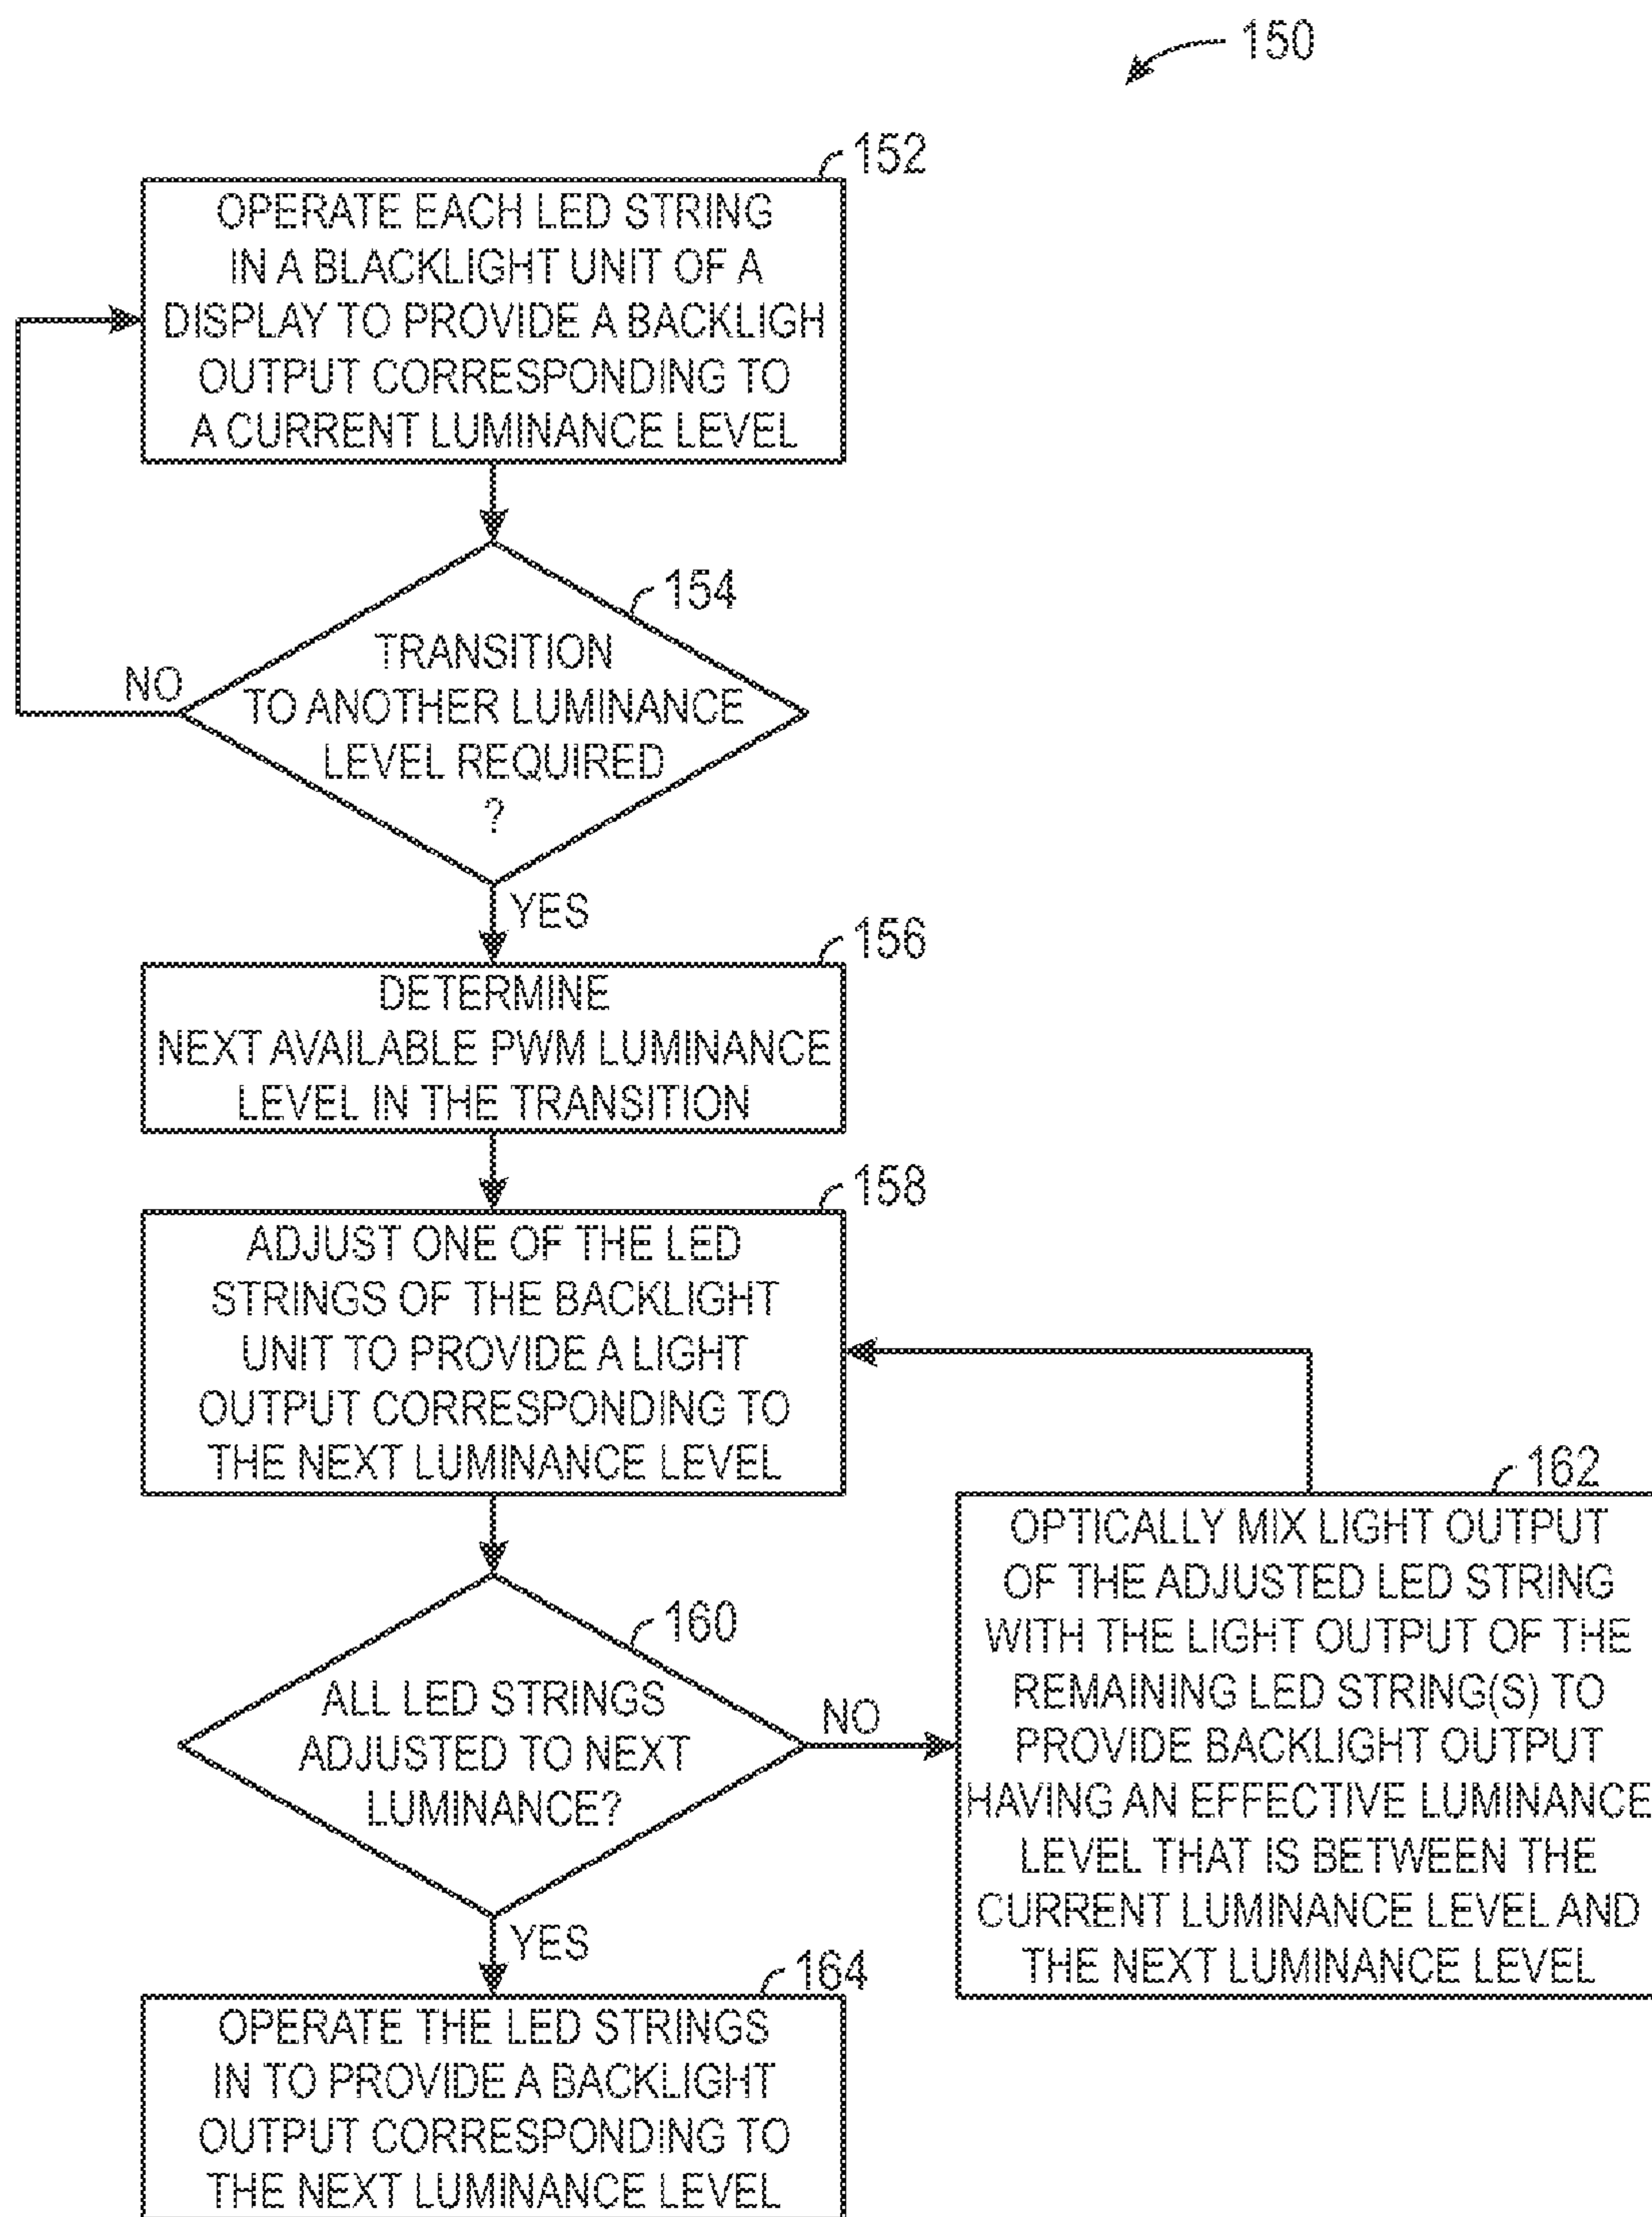 150
152
OPERATE EACH LED STRING
IN A BLACKLIGHT UNIT OF A
DISPLAY TO PROVIDE A BACKLIGH
OUTPUT CORRESPONDING TO
A CURRENT LUMINANCE LEVEL
154
TRANSITION
TO ANOTHER LUMINANCE
LEVEL REQUIRED
?
NO
YES
156
DETERMINE
NEXT AVAILABLE PWM LUMINANCE
LEVEL IN THE TRANSITION
158
ADJUST ONE OF THE LED
STRINGS OF THE BACKLIGHT
UNIT TO PROVIDE A LIGHT
OUTPUT CORRESPONDING TO
THE NEXT LUMINANCE LEVEL
160
ALL LED STRINGS
ADJUSTED TO NEXT
LUMINANCE?
NO
162
OPTICALLY MIX LIGHT OUTPUT
OF THE ADJUSTED LED STRING
WITH THE LIGHT OUTPUT OF THE
REMAINING LED STRING(S) TO
PROVIDE BACKLIGHT OUTPUT
HAVING AN EFFECTIVE LUMINANCE
LEVEL THAT IS BETWEEN THE
CURRENT LUMINANCE LEVEL AND
THE NEXT LUMINANCE LEVEL
YES
164
OPERATE THE LED STRINGS
IN TO PROVIDE A BACKLIGHT
OUTPUT CORRESPONDING TO
THE NEXT LUMINANCE LEVEL